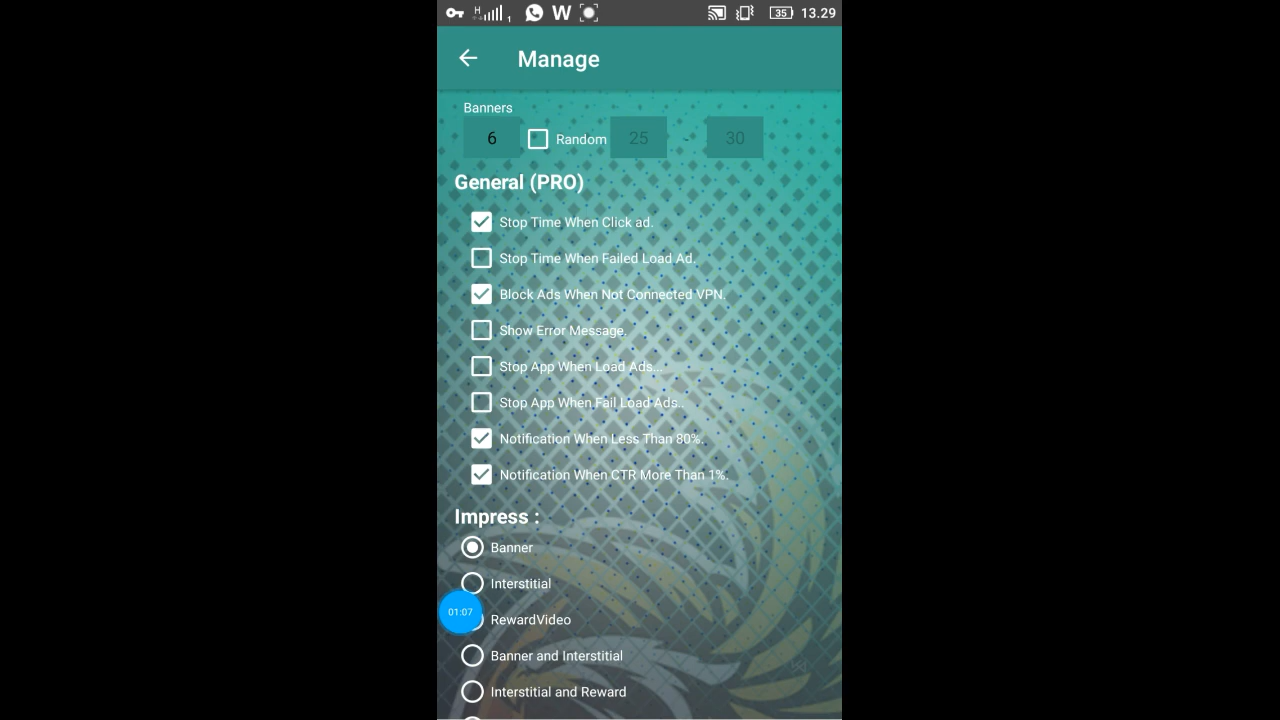 H 1 W 35 13.29
Manage
Banners
6 Random 25 - 30
General (PRO)
Stop Time When Click ad.
Stop Time When Failed Load Ad.
Block Ads When Not Connected VPN.
Show Error Message.
Stop App When Load Ads...
Stop App When Fail Load Ads..
Notification When Less Than 80%.
Notification When CTR More Than 1%.
Impress :
Banner
Interstitial
01:07
RewardVideo
Banner and Interstitial
Interstitial and Reward